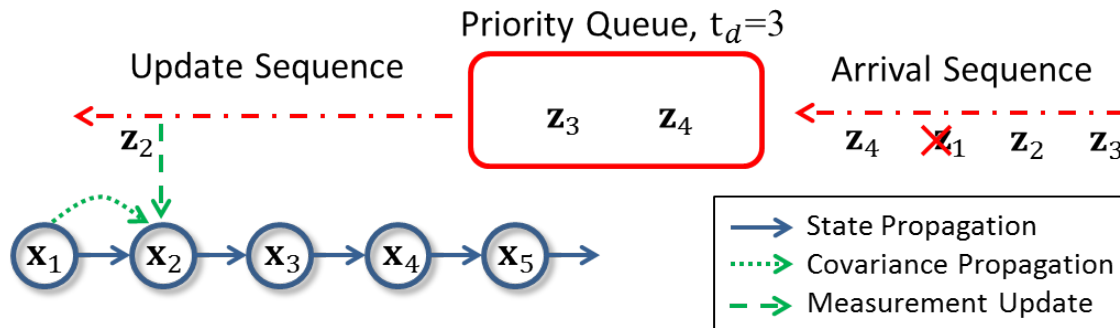 Priority Queue, t_d=3
Update Sequence
Arrival Sequence
z_3 z_4
z_2
z_4 z_1 z_2 z_3
x_1 x_2 x_3 x_4 x_5
State Propagation
Covariance Propagation
Measurement Update